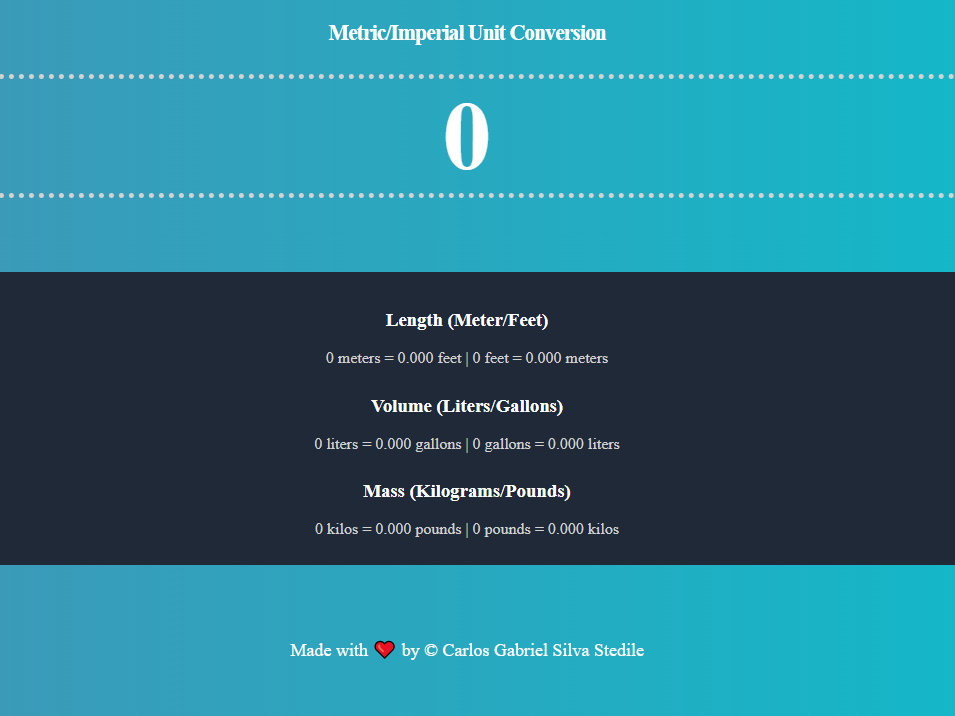 Metric/Imperial Unit Conversion
0
Length (Meter/Feet)
0 meters = 0.000 feet | 0 feet = 0.000 meters
Volume (Liters/Gallons)
0 liters = 0.000 gallons | 0 gallons = 0.000 liters
Mass (Kilograms/Pounds)
0 kilos = 0.000 pounds | 0 pounds = 0.000 kilos
Made with ❤️ by © Carlos Gabriel Silva Stedile